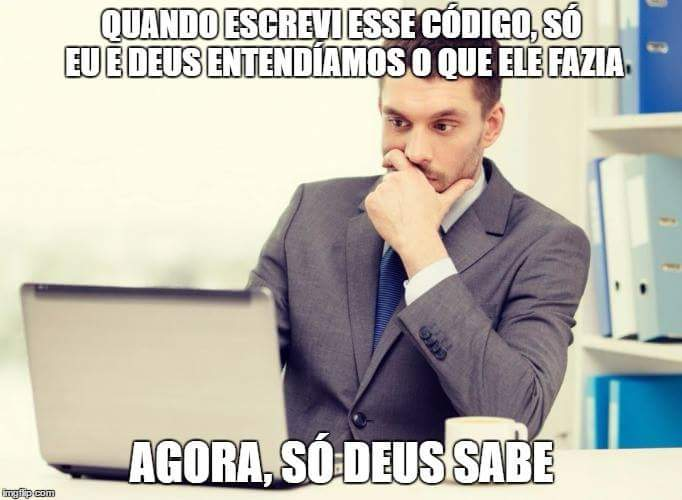 QUANDO ESCREVI ESSE CÓDIGO, SÓ
EU E DEUS ENTENDÍAMOS O QUE ELE FAZIA
AGORA, SÓ DEUS SABE
imgflip.com